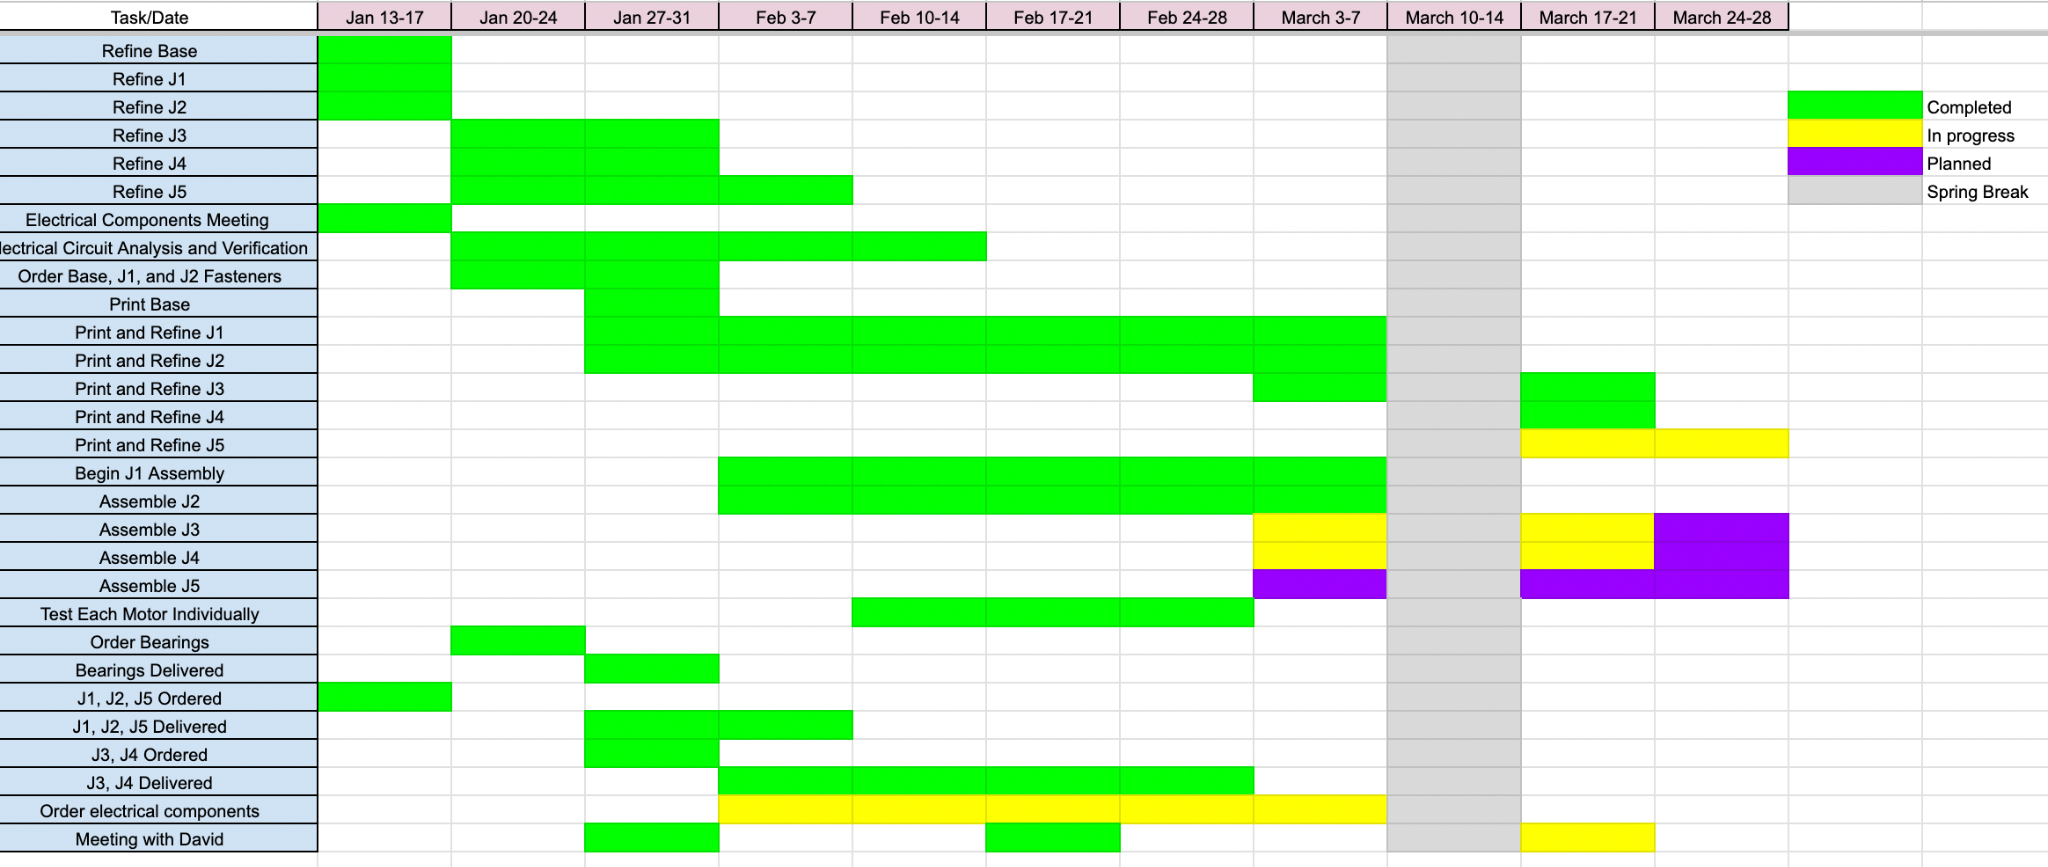 Task/Date Jan 13-17 Jan 20-24 Jan 27-31 Feb 3-7 Feb 10-14 Feb 17-21 Feb 24-28 March 3-7 March 10-14 March 17-21 March 24-28
Refine Base
Refine J1
Refine J2
Completed
Refine J3
In progress
Refine J4
Planned
Refine J5
Spring Break
Electrical Components Meeting
lectrical Circuit Analysis and Verification
Order Base, J1, and J2 Fasteners
Print Base
Print and Refine J1
Print and Refine J2
Print and Refine J3
Print and Refine J4
Print and Refine J5
Begin J1 Assembly
Assemble J2
Assemble J3
Assemble J4
Assemble J5
Test Each Motor Individually
Order Bearings
Bearings Delivered
J1, J2, J5 Ordered
J1, J2, J5 Delivered
J3, J4 Ordered
J3, J4 Delivered
Order electrical components
Meeting with David